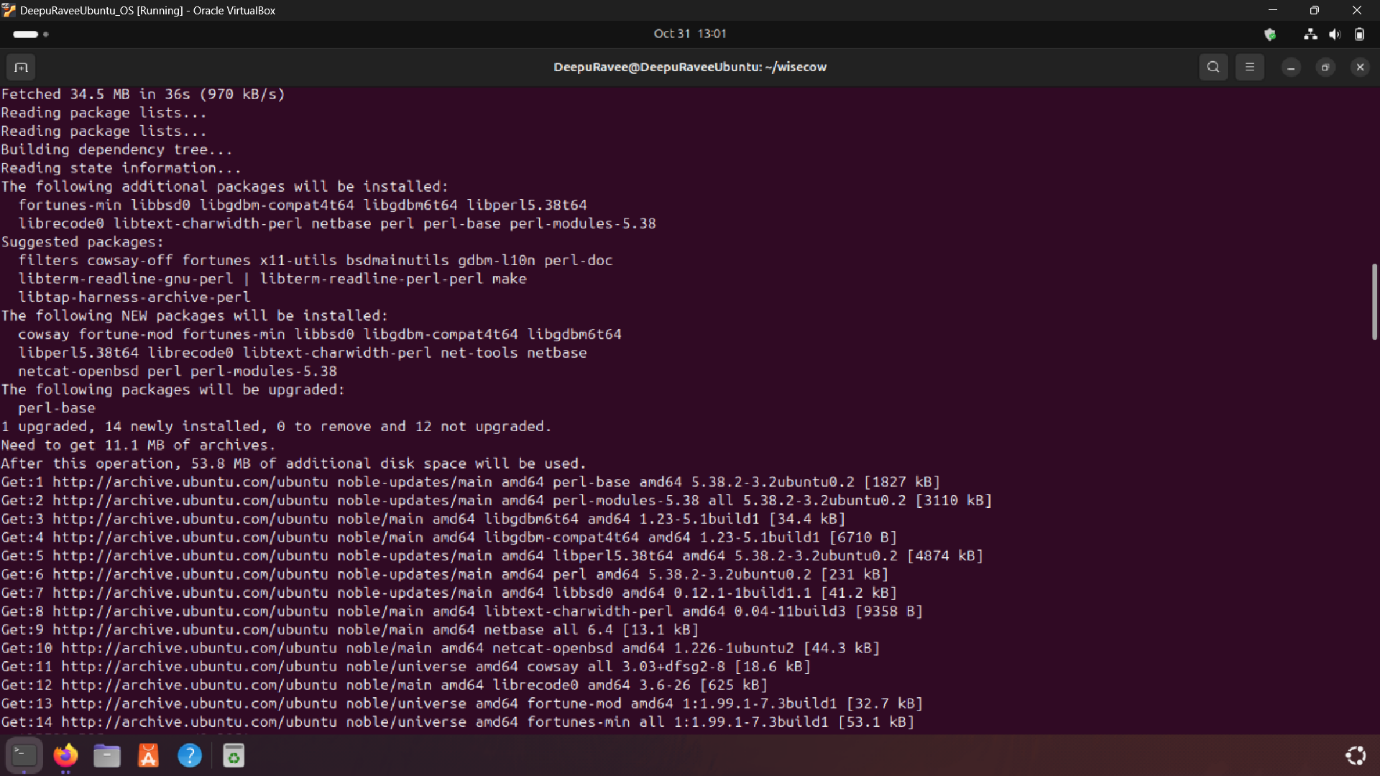 DeepuRaveeUbuntu_OS [Running] - Oracle VirtualBox
Oct 31 13:01
DeepuRavee@DeepuRaveeUbuntu: ~/wisecow
Fetched 34.5 MB in 36s (970 kB/s)
Reading package lists...
Reading package lists...
Building dependency tree...
Reading state information...
The following additional packages will be installed:
fortunes-min libbsd0 libgdbm-compat4t64 libgdbm6t64 libperl5.38t64
librecode0 libtext-charwidth-perl netbase perl perl-base perl-modules-5.38
Suggested packages:
filters cowsay-off fortunes x11-utils bsdmainutils gdbm-l10n perl-doc
libterm-readline-gnu-perl | libterm-readline-perl-perl make
libtap-harness-archive-perl
The following NEW packages will be installed:
cowsay fortune-mod fortunes-min libbsd0 libgdbm-compat4t64 libgdbm6t64
libperl5.38t64 librecode0 libtext-charwidth-perl net-tools netbase
netcat-openbsd perl perl-modules-5.38
The following packages will be upgraded:
perl-base
1 upgraded, 14 newly installed, 0 to remove and 12 not upgraded.
Need to get 11.1 MB of archives.
After this operation, 53.8 MB of additional disk space will be used.
Get:1 http://archive.ubuntu.com/ubuntu noble-updates/main amd64 perl-base amd64 5.38.2-3.2ubuntu0.2 [1827 kB]
Get:2 http://archive.ubuntu.com/ubuntu noble-updates/main amd64 perl-modules-5.38 all 5.38.2-3.2ubuntu0.2 [3110 kB]
Get:3 http://archive.ubuntu.com/ubuntu noble/main amd64 libgdbm6t64 amd64 1.23-5.1build1 [34.4 kB]
Get:4 http://archive.ubuntu.com/ubuntu noble/main amd64 libgdbm-compat4t64 amd64 1.23-5.1build1 [6710 B]
Get:5 http://archive.ubuntu.com/ubuntu noble-updates/main amd64 libperl5.38t64 amd64 5.38.2-3.2ubuntu0.2 [4874 kB]
Get:6 http://archive.ubuntu.com/ubuntu noble-updates/main amd64 perl amd64 5.38.2-3.2ubuntu0.2 [231 kB]
Get:7 http://archive.ubuntu.com/ubuntu noble-updates/main amd64 libbsd0 amd64 0.12.1-1build1.1 [41.2 kB]
Get:8 http://archive.ubuntu.com/ubuntu noble/main amd64 libtext-charwidth-perl amd64 0.04-11build3 [9358 B]
Get:9 http://archive.ubuntu.com/ubuntu noble/main amd64 netbase all 6.4 [13.1 kB]
Get:10 http://archive.ubuntu.com/ubuntu noble/main amd64 netcat-openbsd amd64 1.226-1ubuntu2 [44.3 kB]
Get:11 http://archive.ubuntu.com/ubuntu noble/universe amd64 cowsay all 3.03+dfsg2-8 [18.6 kB]
Get:12 http://archive.ubuntu.com/ubuntu noble/main amd64 librecode0 amd64 3.6-26 [625 kB]
Get:13 http://archive.ubuntu.com/ubuntu noble/universe amd64 fortune-mod amd64 1:1.99.1-7.3build1 [32.7 kB]
Get:14 http://archive.ubuntu.com/ubuntu noble/universe amd64 fortunes-min all 1:1.99.1-7.3build1 [53.1 kB]